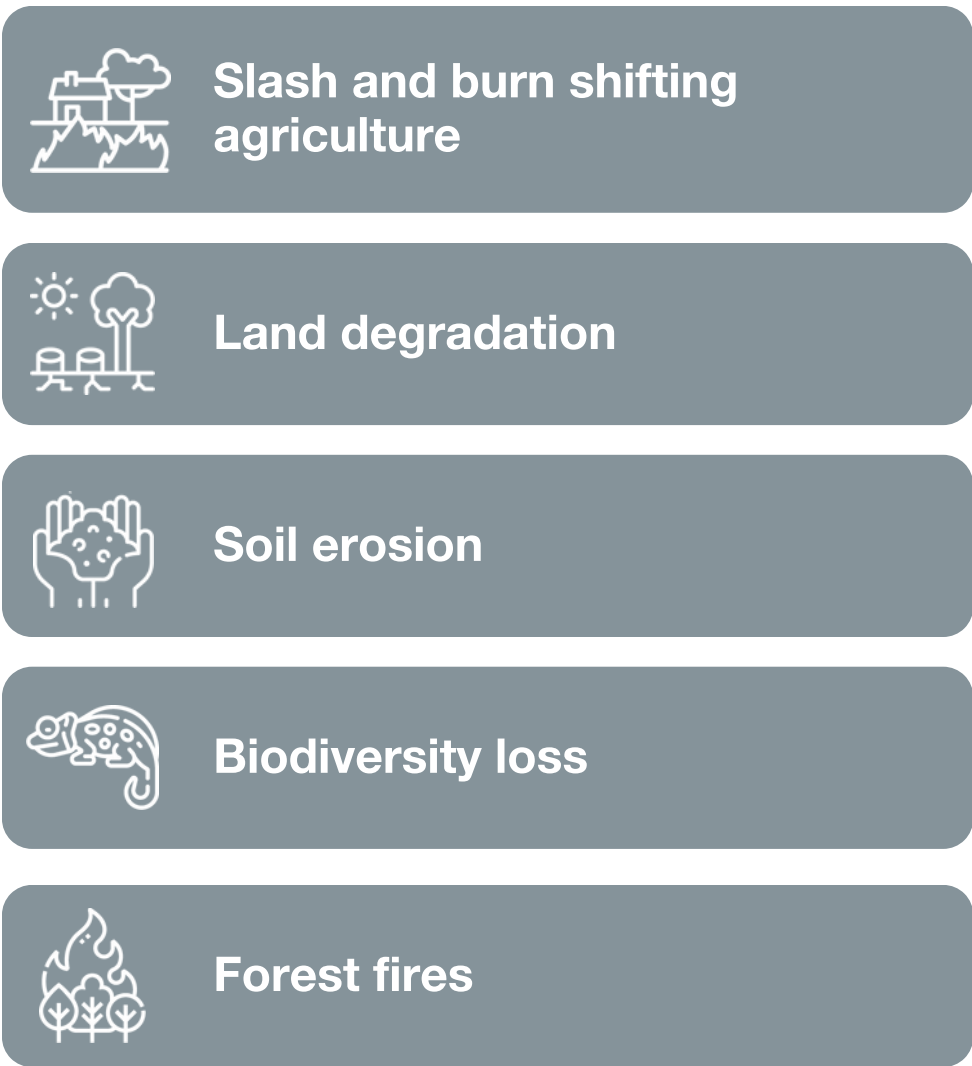 Slash and burn shifting
agriculture
Land degradation
Soil erosion
Biodiversity loss
Forest fires